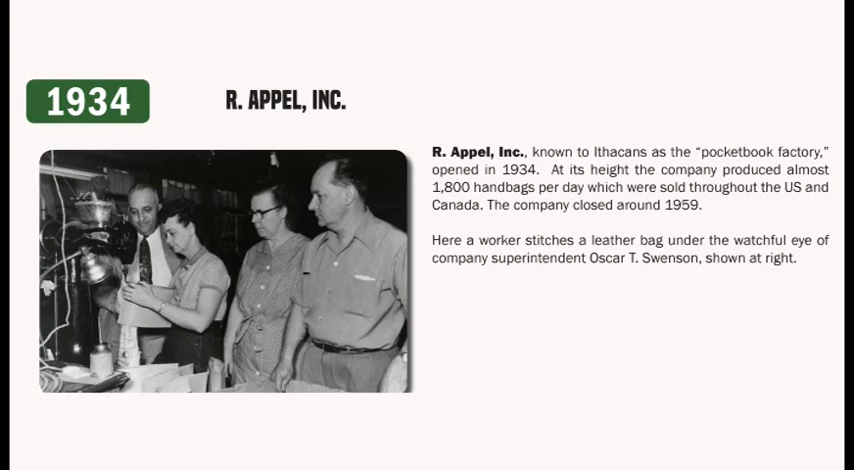 1934
R. APPEL, INC.
R. Appel, Inc., known to Ithacans as the “pocketbook factory,”
opened in 1934. At its height the company produced almost
1,800 handbags per day which were sold throughout the US and
Canada. The company closed around 1959.
Here a worker stitches a leather bag under the watchful eye of
company superintendent Oscar T. Swenson, shown at right.